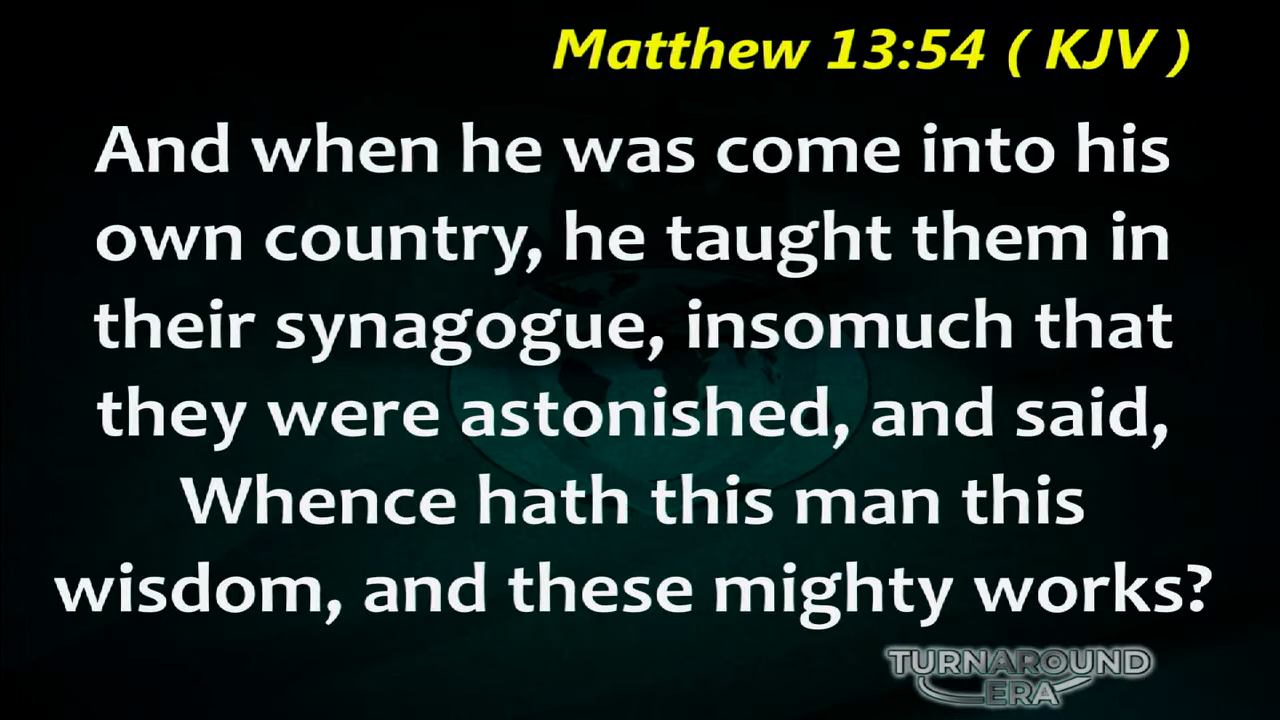 Matthew 13:54 ( KJV )
And when he was come into his
own country, he taught them in
their synagogue, insomuch that
they were astonished, and said,
Whence hath this man this
wisdom, and these mighty works?
TURNAROUND
ERA